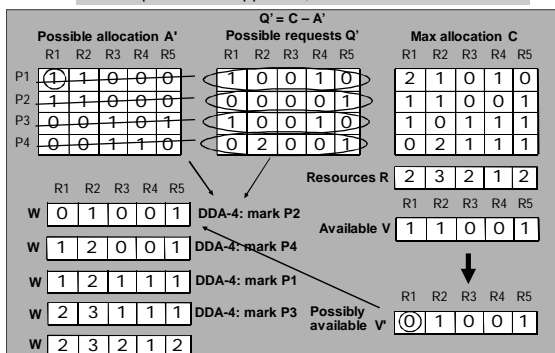 Q' = C – A'
Possible allocation A' Possible requests Q' Max allocation C
R1 R2 R3 R4 R5 R1 R2 R3 R4 R5 R1 R2 R3 R4 R5
P1 1 1 0 0 0 1 0 0 1 0 2 1 0 1 0
P2 1 1 0 0 0 0 0 0 0 1 1 1 0 0 1
P3 0 0 1 0 1 1 0 0 1 0 1 0 1 1 1
P4 0 0 1 1 0 0 2 0 0 1 0 2 1 1 1
Resources R 2 3 2 1 2
R1 R2 R3 R4 R5 R1 R2 R3 R4 R5
W 0 1 0 0 1 DDA-4: mark P2 Available V 1 1 0 0 1
W 1 2 0 0 1 DDA-4: mark P4
W 1 2 1 1 1 DDA-4: mark P1 R1 R2 R3 R4 R5
W 2 3 1 1 1 DDA-4: mark P3 Possibly available V' 0 1 0 0 1
W 2 3 2 1 2